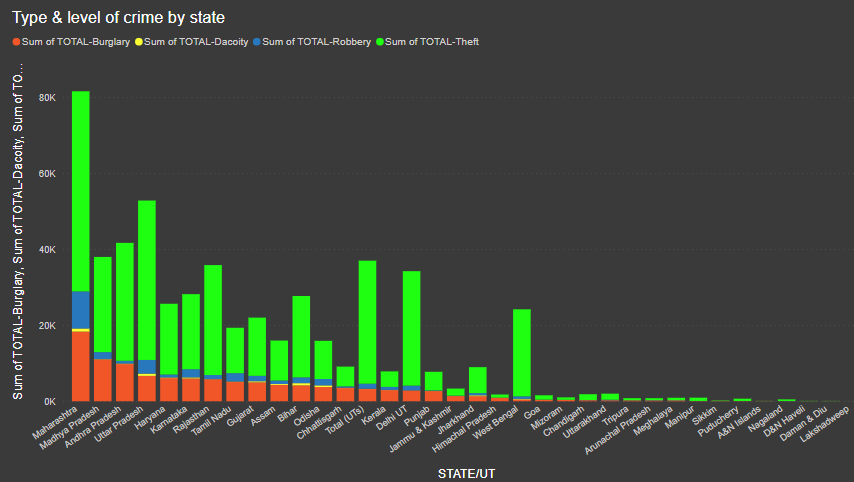 Type & level of crime by state
Sum of TOTAL-Burglary Sum of TOTAL-Dacoity Sum of TOTAL-Robbery Sum of TOTAL-Theft
Sum of TOTAL-Burglary, Sum of TOTAL-Dacoity, Sum of TO...
80K
60K
40K
20K
0K
Maharashtra
Madhya Pradesh
Andhra Pradesh
Uttar Pradesh
Haryana
Karnataka
Rajasthan
Tamil Nadu
Gujarat
Assam
Bihar
Odisha
Chhattisgarh
Total (UTs)
Kerala
Delhi UT
Punjab
Jammu & Kashmir
Jharkhand
Himachal Pradesh
West Bengal
Goa
Mizoram
Chandigarh
Uttarakhand
Tripura
Arunachal Pradesh
Meghalaya
Manipur
Sikkim
Puducherry
A&N Islands
Nagaland
D&N Haveli
Daman & Diu
Lakshadweep
STATE/UT